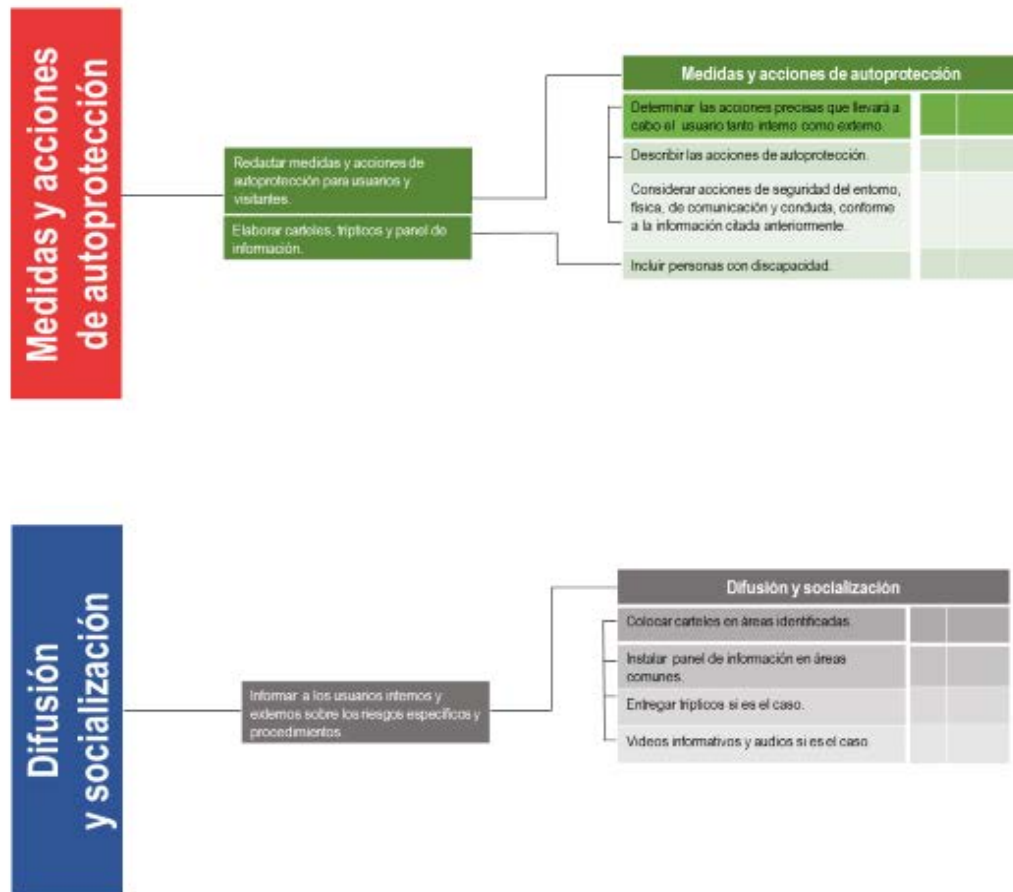 Medidas y acciones
de autoprotección
Redactar medidas y acciones de
autoprotección para usuarios y
visitantes.
Elaborar carteles, trípticos y panel de
información.
Medidas y acciones de autoprotección
Determinar las acciones precisas que llevará a
cabo el usuario tanto interno como externo.
Describir las acciones de autoprotección.
Considerar acciones de seguridad del entorno,
física, de comunicación y conducta, conforme
a la información citada anteriormente.
Incluir personas con discapacidad.
Difusión
y socialización
Informar a los usuarios internos y
externos sobre los riesgos específicos y
procedimientos
Difusión y socialización
Colocar carteles en áreas identificadas.
Instalar panel de información en áreas
comunes.
Entregar trípticos si es el caso.
Videos informativos y audios si es el caso.